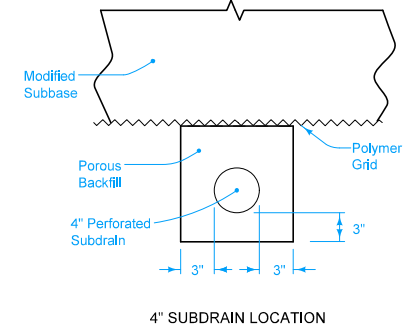 Modified
Subbase
Polymer
Grid
Porous
Backfill
4" Perforated
Subdrain
3"
3"
3"
4" SUBDRAIN LOCATION